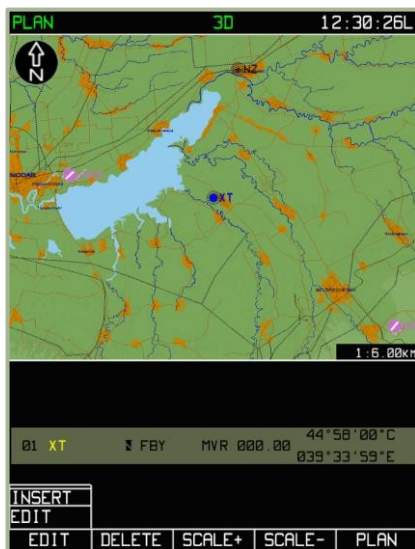 PLAN 3D 12:30:26L
N
NZ
XT
1:6.00KM
44°58'00"C
01 XT FBY MVR 000.00
039°33'59"E
INSERT
EDIT
EDIT DELETE SCALE+ SCALE- PLAN